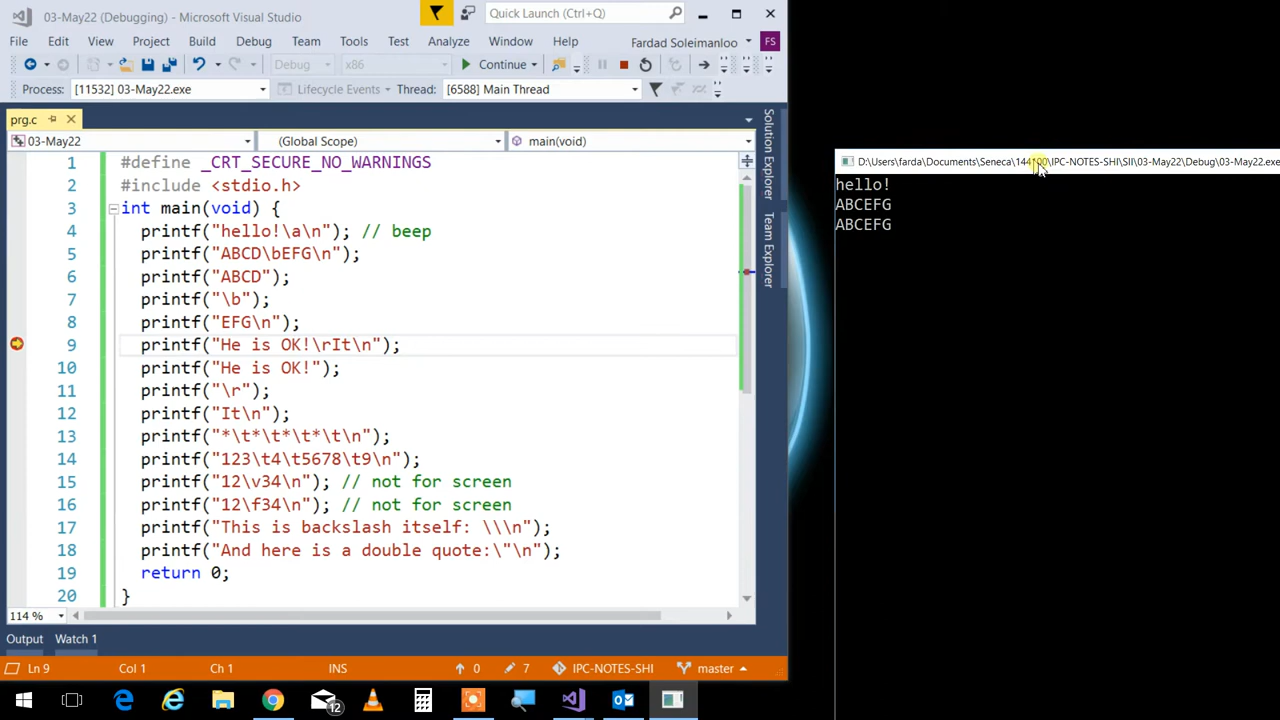 03-May22 (Debugging) - Microsoft Visual Studio
Quick Launch (Ctrl+Q)
File Edit View Project Build Debug Team Tools Test Analyze Window Help Fardad Soleimanloo FS
Debug x86 Continue
Process: [11532] 03-May22.exe Lifecycle Events Thread: [6588] Main Thread
prg.c
03-May22 (Global Scope) main(void)
1 #define _CRT_SECURE_NO_WARNINGS
2 #include <stdio.h>
3 int main(void) {
4 printf("hello!\a\n"); // beep
5 printf("ABCD\bEFG\n");
6 printf("ABCD");
7 printf("\b");
8 printf("EFG\n");
9 printf("He is OK!\rIt\n");
10 printf("He is OK!");
11 printf("\r");
12 printf("It\n");
13 printf("*\t*\t*\t*\t\n");
14 printf("123\t4\t5678\t9\n");
15 printf("12\v34\n"); // not for screen
16 printf("12\f34\n"); // not for screen
17 printf("This is backslash itself: \\\n");
18 printf("And here is a double quote:\"\n");
19 return 0;
20 }
114 %
Output Watch 1
Ln 9 Col 1 Ch 1 INS 0 7 IPC-NOTES-SHI master
12
Solution Explorer
Team Explorer
D:\Users\farda\Documents\Seneca\144100\IPC-NOTES-SHI\SII\03-May22\Debug\03-May22.exe
hello!
ABCEFG
ABCEFG